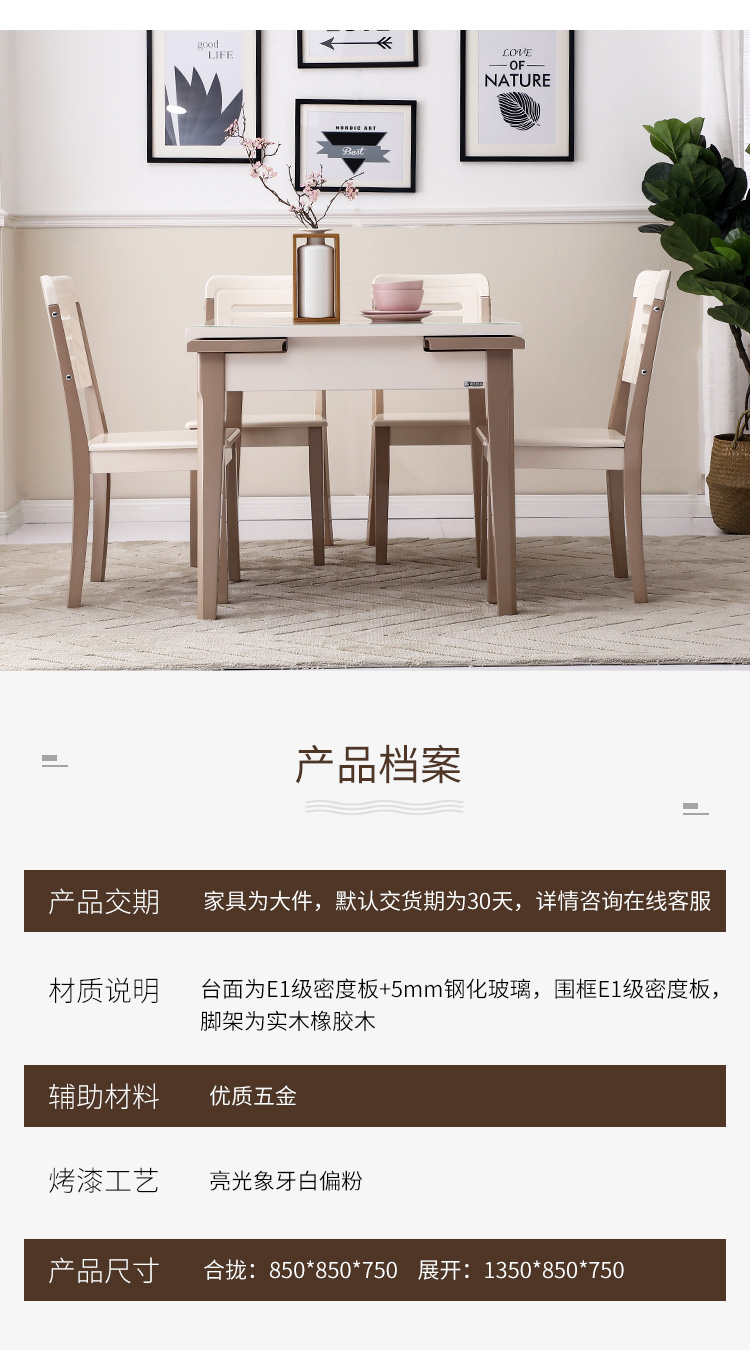 good
LIFE
LOVE
OF
NATURE
NORDIC ART
Best
产品档案
产品交期 家具为大件，默认交货期为30天，详情咨询在线客服
材质说明 台面为E1级密度板+5mm钢化玻璃，围框E1级密度板，
脚架为实木橡胶木
辅助材料 优质五金
烤漆工艺 亮光象牙白偏粉
产品尺寸 合拢：850*850*750 展开：1350*850*750